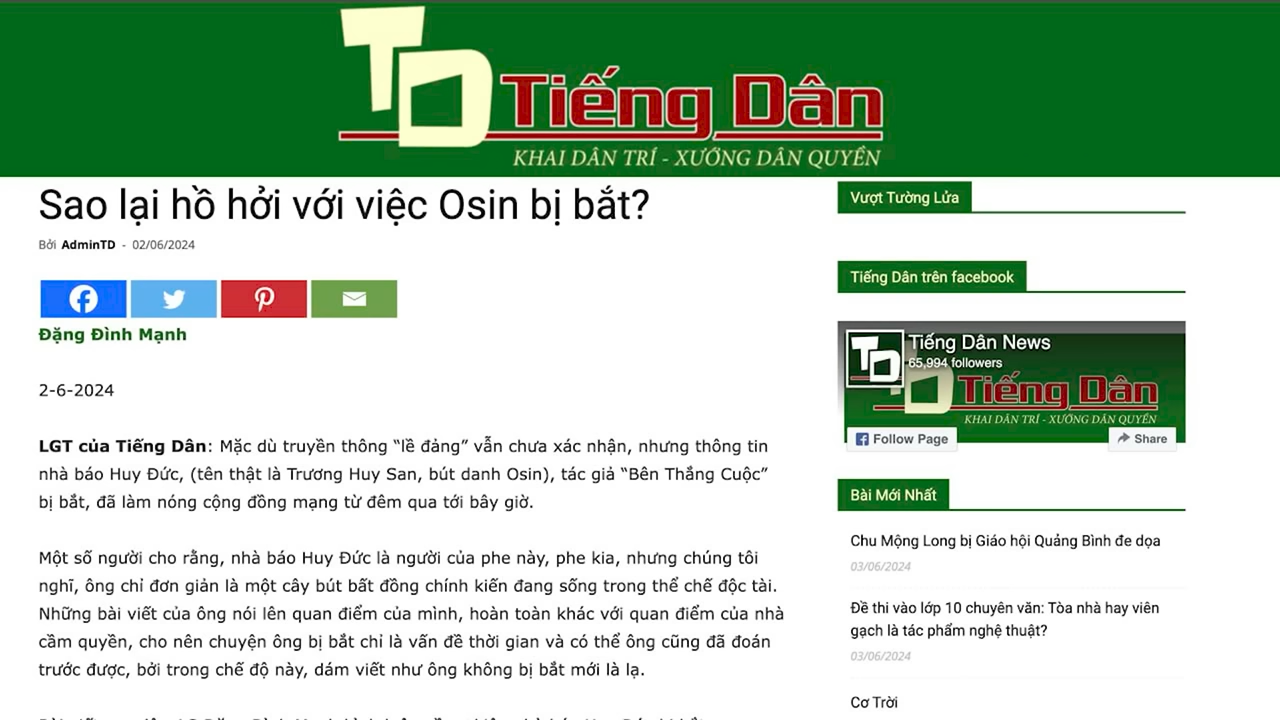 TD Tiếng Dân
KHAI DÂN TRÍ - XƯỚNG DÂN QUYỀN
Sao lại hồ hởi với việc Osin bị bắt?
Bởi AdminTD - 02/06/2024
Đặng Đình Mạnh
2-6-2024
LGT của Tiếng Dân: Mặc dù truyền thông “lề đảng” vẫn chưa xác nhận, nhưng thông tin
nhà báo Huy Đức, (tên thật là Trương Huy San, bút danh Osin), tác giả “Bên Thắng Cuộc”
bị bắt, đã làm nóng cộng đồng mạng từ đêm qua tới bây giờ.
Một số người cho rằng, nhà báo Huy Đức là người của phe này, phe kia, nhưng chúng tôi
nghĩ, ông chỉ đơn giản là một cây bút bất đồng chính kiến đang sống trong thể chế độc tài.
Những bài viết của ông nói lên quan điểm của mình, hoàn toàn khác với quan điểm của nhà
cầm quyền, cho nên chuyện ông bị bắt chỉ là vấn đề thời gian và có thể ông cũng đã đoán
trước được, bởi trong chế độ này, dám viết như ông không bị bắt mới là lạ.
Vượt Tường Lửa
Tiếng Dân trên facebook
TD Tiếng Dân News
65,994 followers
Tiếng Dân
KHAI DÂN TRÍ - XƯỚNG DÂN QUYỀN
Follow Page
Share
Bài Mới Nhất
Chu Mộng Long bị Giáo hội Quảng Bình đe dọa
03/06/2024
Đề thi vào lớp 10 chuyên văn: Tòa nhà hay viên
gạch là tác phẩm nghệ thuật?
03/06/2024
Cơ Trời